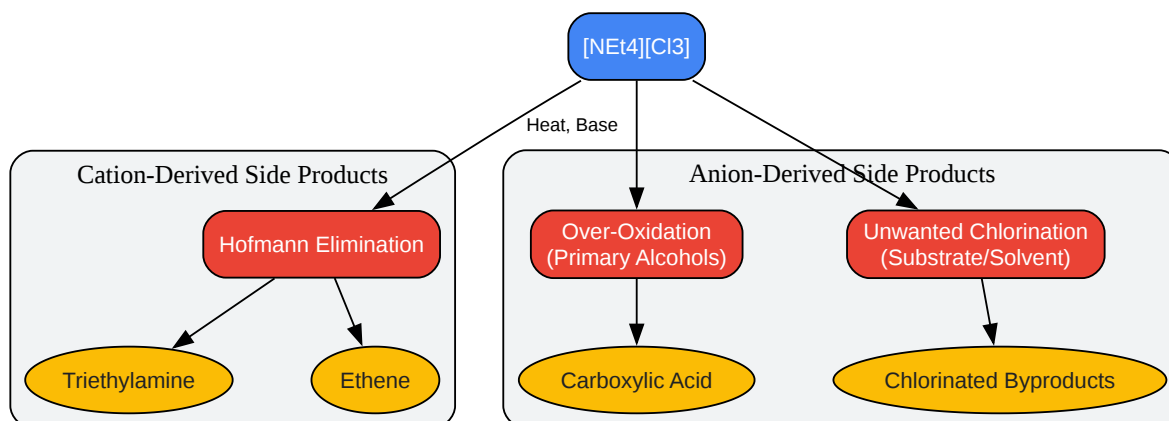 [NEt4][Cl3]
Heat, Base
Cation-Derived Side Products
Anion-Derived Side Products
Hofmann Elimination
Over-Oxidation
(Primary Alcohols)
Unwanted Chlorination
(Substrate/Solvent)
Triethylamine
Ethene
Carboxylic Acid
Chlorinated Byproducts